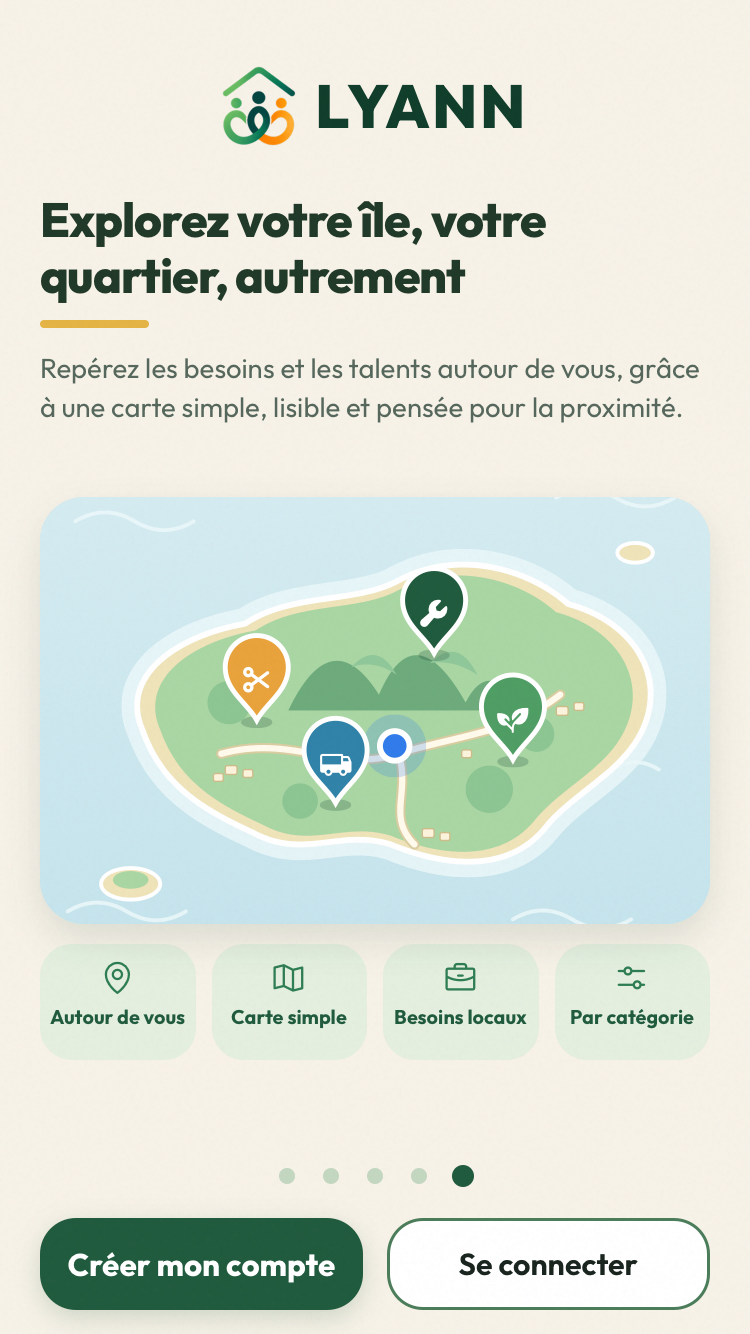 LYANN
Explorez votre île, votre
quartier, autrement
Repérez les besoins et les talents autour de vous, grâce
à une carte simple, lisible et pensée pour la proximité.
Autour de vous
Carte simple
Besoins locaux
Par catégorie
Créer mon compte
Se connecter